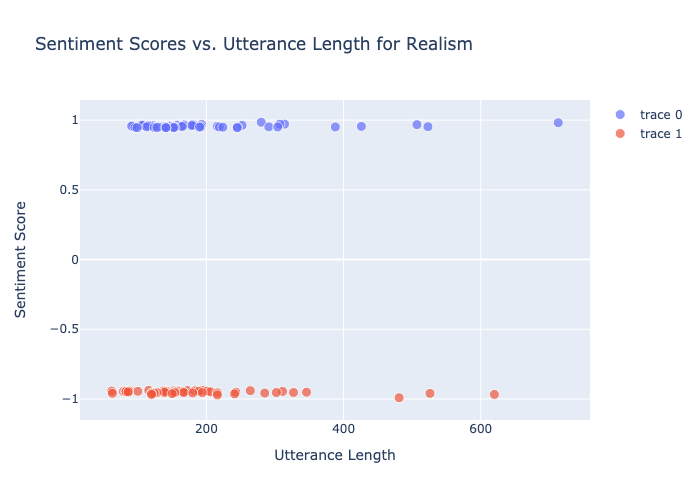 Sentiment Scores vs. Utterance Length for Realism
trace 0
trace 1
1
0.5
0
−0.5
−1
Sentiment Score
200
400
600
Utterance Length